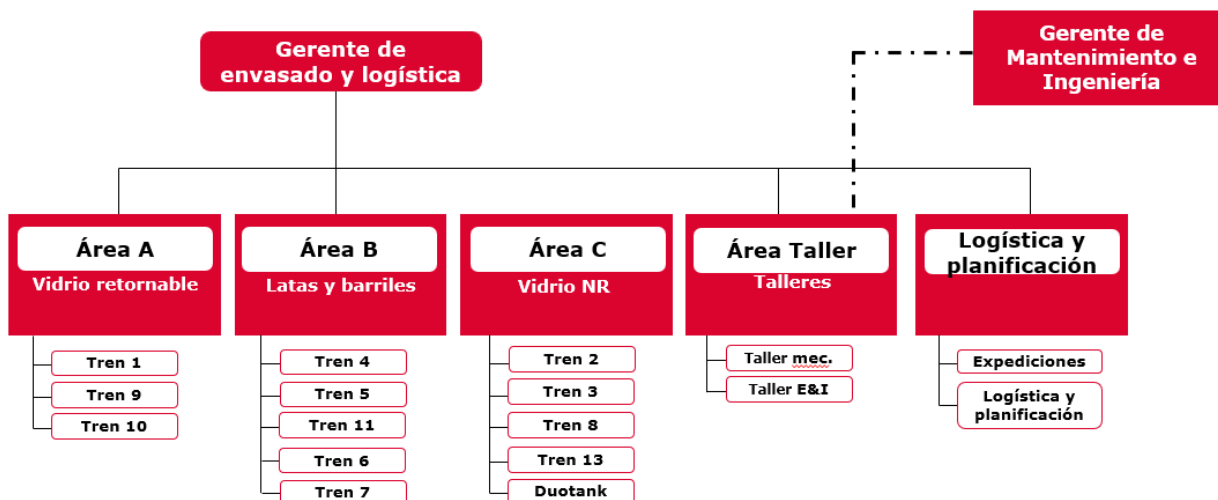 Gerente de
envasado y logística
Gerente de
Mantenimiento e
Ingeniería
Área A
Vidrio retornable
Área B
Latas y barriles
Área C
Vidrio NR
Área Taller
Talleres
Logística y
planificación
Tren 1
Tren 9
Tren 10
Tren 4
Tren 5
Tren 11
Tren 6
Tren 7
Tren 2
Tren 3
Tren 8
Tren 13
Duotank
Taller mec.
Taller E&I
Expediciones
Logística y
planificación